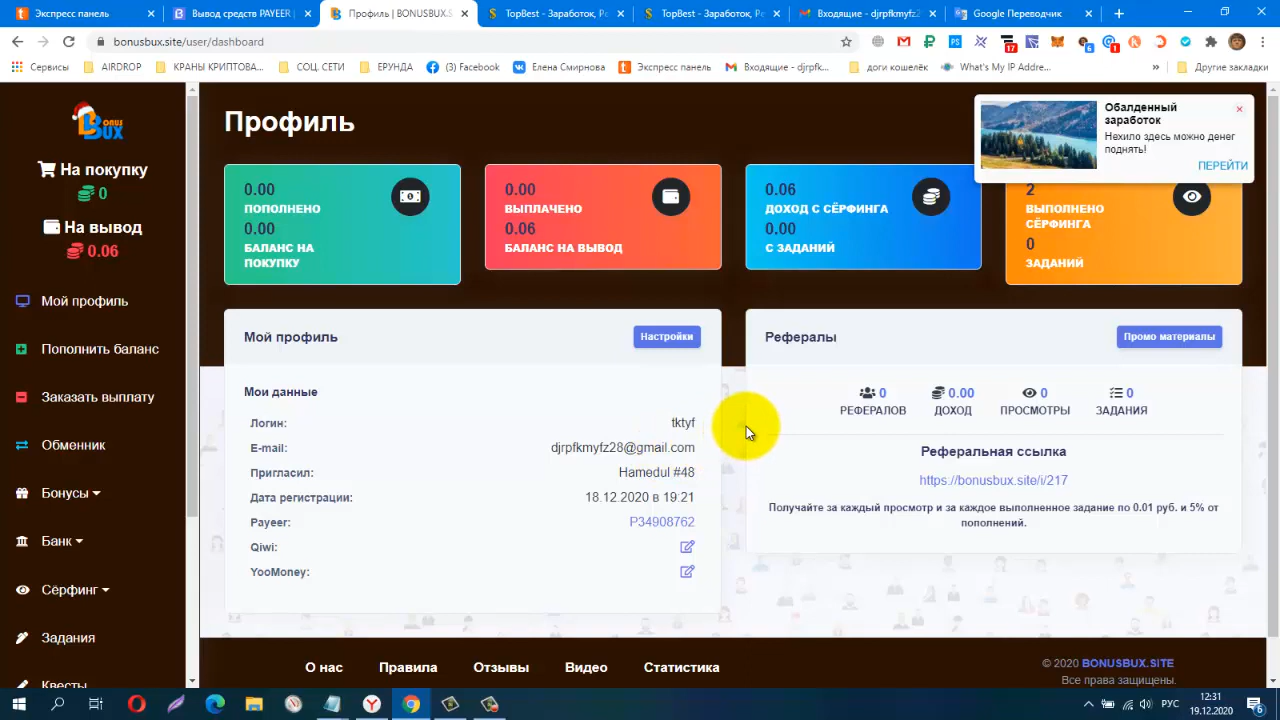 Экспресс панель
Вывод средств PAYEER |
Профиль | BONUSBUX.S
TopBest - Заработок, Ро
TopBest - Заработок, Ре
Входящие - djrpkmyfz2
Google Переводчик
bonusbux.site/user/dashboard
17
6
1
Сервисы
AIRDROP
КРАНЫ КРИПТОВА...
СОЦ. СЕТИ
ЕРУНДА
(3) Facebook
Елена Смирнова
Экспресс панель
Входящие - djrpfk...
доги кошелёк
What's My IP Addre...
»
Другие закладки
Bonus
Bux
На покупку
0
На вывод
0.06
Мой профиль
Пополнить баланс
Заказать выплату
Обменник
Бонусы
Банк
Сёрфинг
Задания
Квесты
Профиль
Обалденный
заработок
Нехило здесь можно денег
поднять!
ПЕРЕЙТИ
0.00
ПОПОЛНЕНО
0.00
БАЛАНС НА
ПОКУПКУ
0.00
ВЫПЛАЧЕНО
0.06
БАЛАНС НА ВЫВОД
0.06
ДОХОД С СЁРФИНГА
0.00
С ЗАДАНИЙ
2
ВЫПОЛНЕНО
СЁРФИНГА
0
ЗАДАНИЙ
Мой профиль
Настройки
Мои данные
Логин: tktyf
E-mail: djrpfkmyfz28@gmail.com
Пригласил: Hamedul #48
Дата регистрации: 18.12.2020 в 19:21
Payeer: P34908762
Qiwi:
YooMoney:
Рефералы
Промо материалы
0
РЕФЕРАЛОВ
0.00
ДОХОД
0
ПРОСМОТРЫ
0
ЗАДАНИЯ
Реферальная ссылка
https://bonusbux.site/i/217
Получайте за каждый просмотр и за каждое выполненное задание по 0.01 руб. и 5% от
пополнений.
О нас
Правила
Отзывы
Видео
Статистика
© 2020 BONUSBUX.SITE
Все права защищены.
РУС
12:31
19.12.2020
6